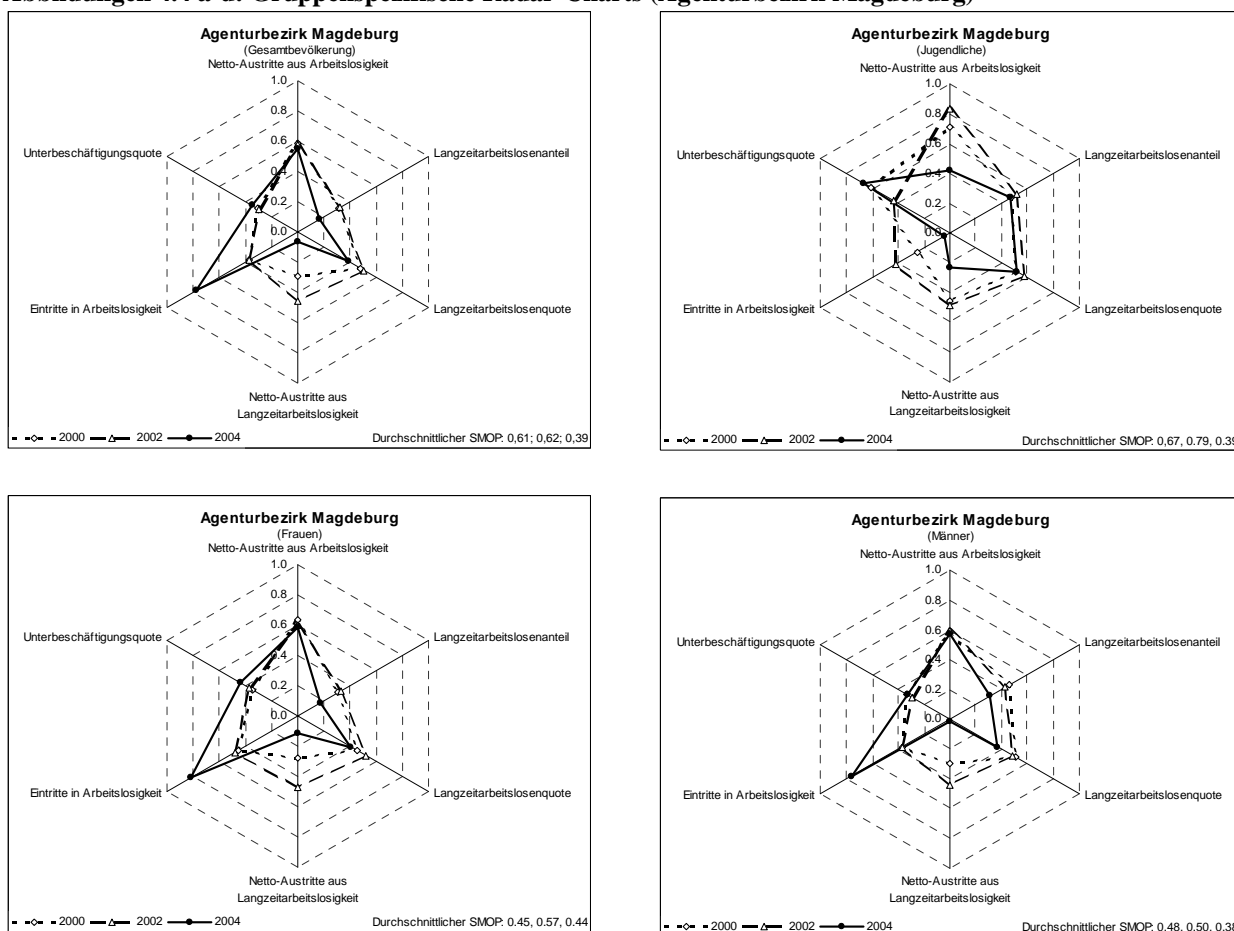 Abbildungen 4.4 a-d: Gruppenspezifische Radar-Charts (Agenturbezirk Magdeburg)
Agenturbezirk Magdeburg
(Gesamtbevölkerung)
Netto-Austritte aus Arbeitslosigkeit
1.0
0.8
0.6
0.4
0.2
0.0
Unterbeschäftigungsquote
Langzeitarbeitslosenanteil
Eintritte in Arbeitslosigkeit
Langzeitarbeitslosenquote
Netto-Austritte aus
Langzeitarbeitslosigkeit
2000 2002 2004
Durchschnittlicher SMOP: 0,61; 0,62; 0,39
Agenturbezirk Magdeburg
(Jugendliche)
Netto-Austritte aus Arbeitslosigkeit
1.0
0.8
0.6
0.4
0.2
0.0
Unterbeschäftigungsquote
Langzeitarbeitslosenanteil
Eintritte in Arbeitslosigkeit
Langzeitarbeitslosenquote
Netto-Austritte aus
Langzeitarbeitslosigkeit
2000 2002 2004
Durchschnittlicher SMOP: 0,67, 0.79, 0.39
Agenturbezirk Magdeburg
(Frauen)
Netto-Austritte aus Arbeitslosigkeit
1.0
0.8
0.6
0.4
0.2
0.0
Unterbeschäftigungsquote
Langzeitarbeitslosenanteil
Eintritte in Arbeitslosigkeit
Langzeitarbeitslosenquote
Netto-Austritte aus
Langzeitarbeitslosigkeit
2000 2002 2004
Durchschnittlicher SMOP: 0.45, 0.57, 0.44
Agenturbezirk Magdeburg
(Männer)
Netto-Austritte aus Arbeitslosigkeit
1.0
0.8
0.6
0.4
0.2
0.0
Unterbeschäftigungsquote
Langzeitarbeitslosenanteil
Eintritte in Arbeitslosigkeit
Langzeitarbeitslosenquote
Netto-Austritte aus
Langzeitarbeitslosigkeit
2000 2002 2004
Durchschnittlicher SMOP: 0.48, 0.50, 0.38